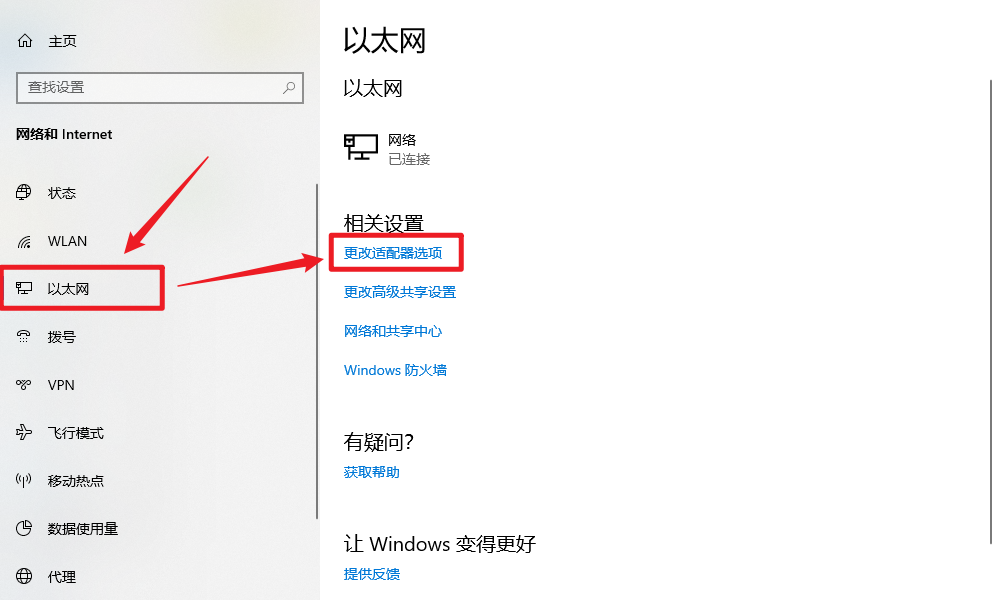 主页
查找设置
网络和 Internet
状态
WLAN
以太网
拨号
VPN
飞行模式
移动热点
数据使用量
代理
以太网
以太网
网络
已连接
相关设置
更改适配器选项
更改高级共享设置
网络和共享中心
Windows 防火墙
有疑问?
获取帮助
让 Windows 变得更好
提供反馈